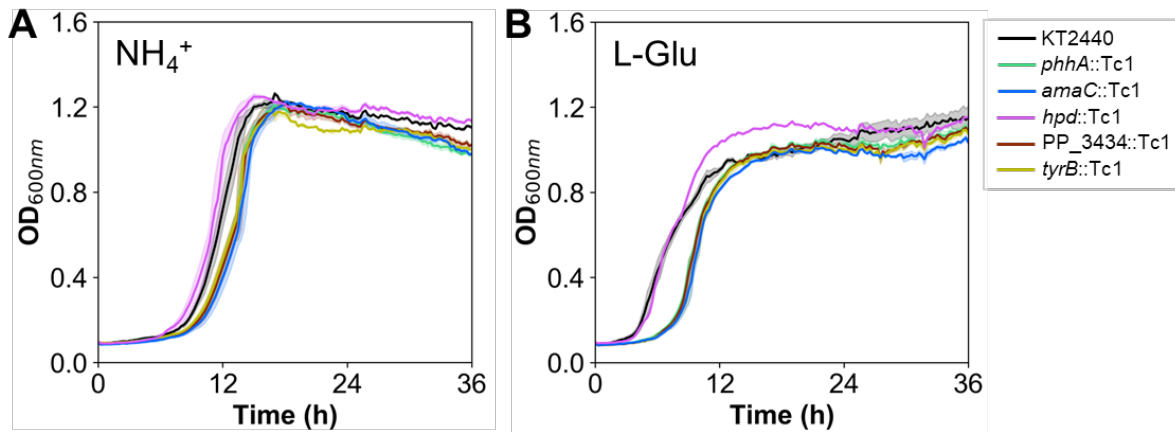 A
NH₄⁺
1.6
1.2
0.8
0.4
0.0
OD600nm
0
12
24
36
Time (h)
B
L-Glu
1.6
1.2
0.8
0.4
0.0
OD600nm
0
12
24
36
Time (h)
KT2440
phhA::Tc1
amaC::Tc1
hpd::Tc1
PP_3434::Tc1
tyrB::Tc1